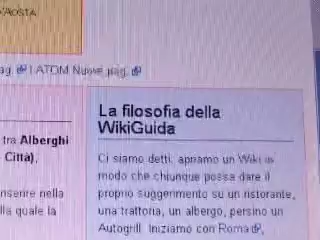 AOSTA
ag. | ATOM Nuove pag.
tra Alberghi
Città),
nserire nella
lla quale la
La filosofia della
WikiGuida
Ci siamo detti: apriamo un Wiki in
modo che chiunque possa dare il
proprio suggerimento su un ristorante,
una trattoria, un albergo, persino un
Autogrill. Iniziamo con Roma,